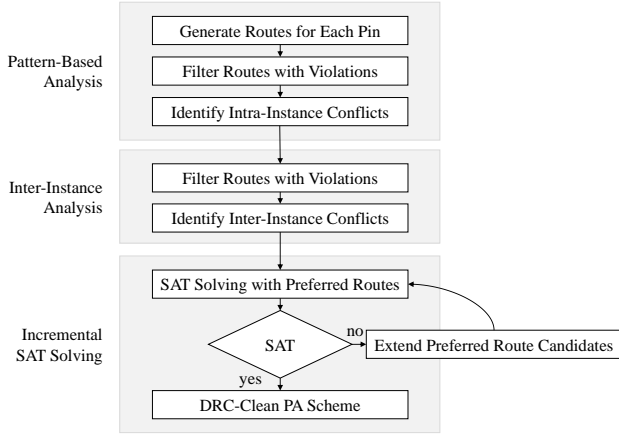 Pattern-Based
Analysis
Generate Routes for Each Pin
Filter Routes with Violations
Identify Intra-Instance Conflicts
Inter-Instance
Analysis
Filter Routes with Violations
Identify Inter-Instance Conflicts
Incremental
SAT Solving
SAT Solving with Preferred Routes
SAT
no
Extend Preferred Route Candidates
yes
DRC-Clean PA Scheme